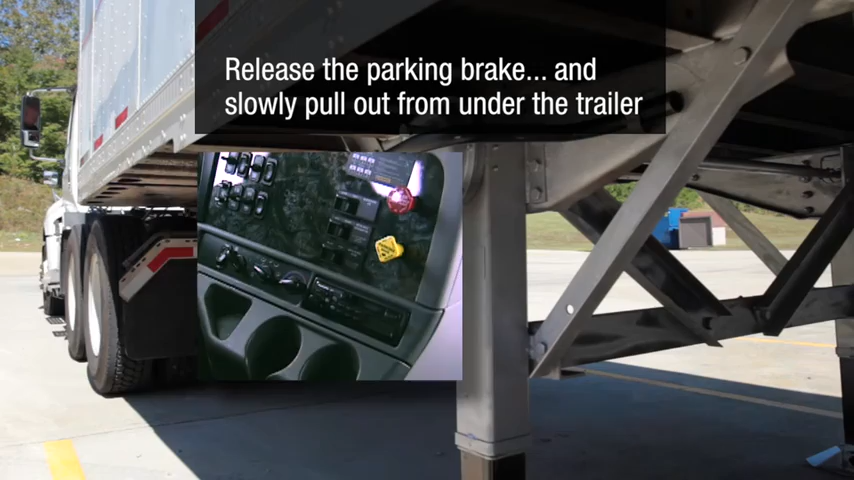 Release the parking brake... and
slowly pull out from under the trailer